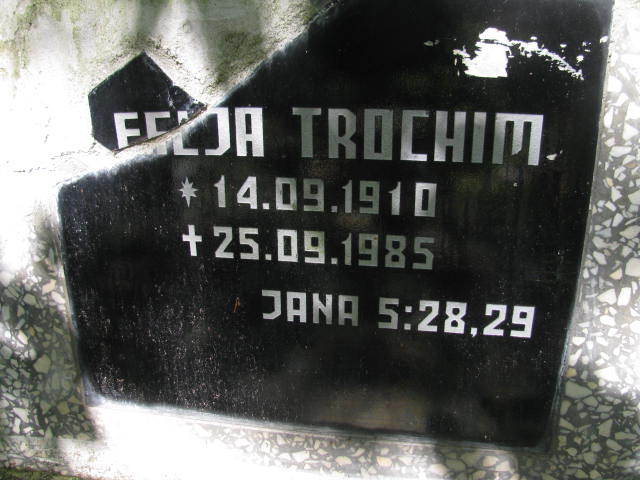 TROCHIM
* 14.09.1910
+ 25.09.1985
JANA 5:28,29